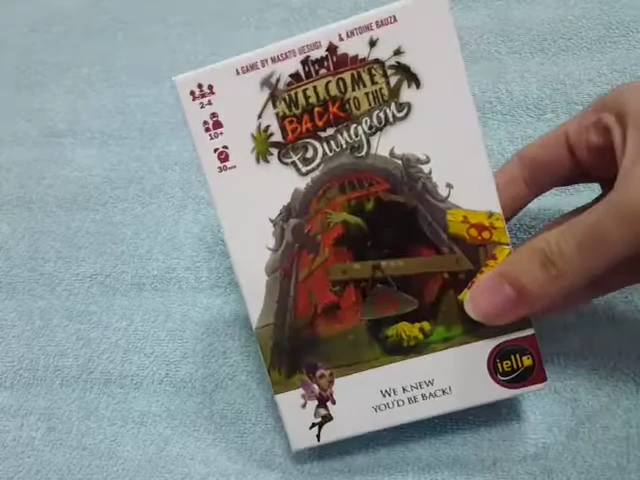 A GAME BY MASATO UESUGI & ANTOINE BAUZA
2-4
10+
30min
WELCOME
BACK TO THE
Dungeon
WE KNEW
YOU'D BE BACK!
iello